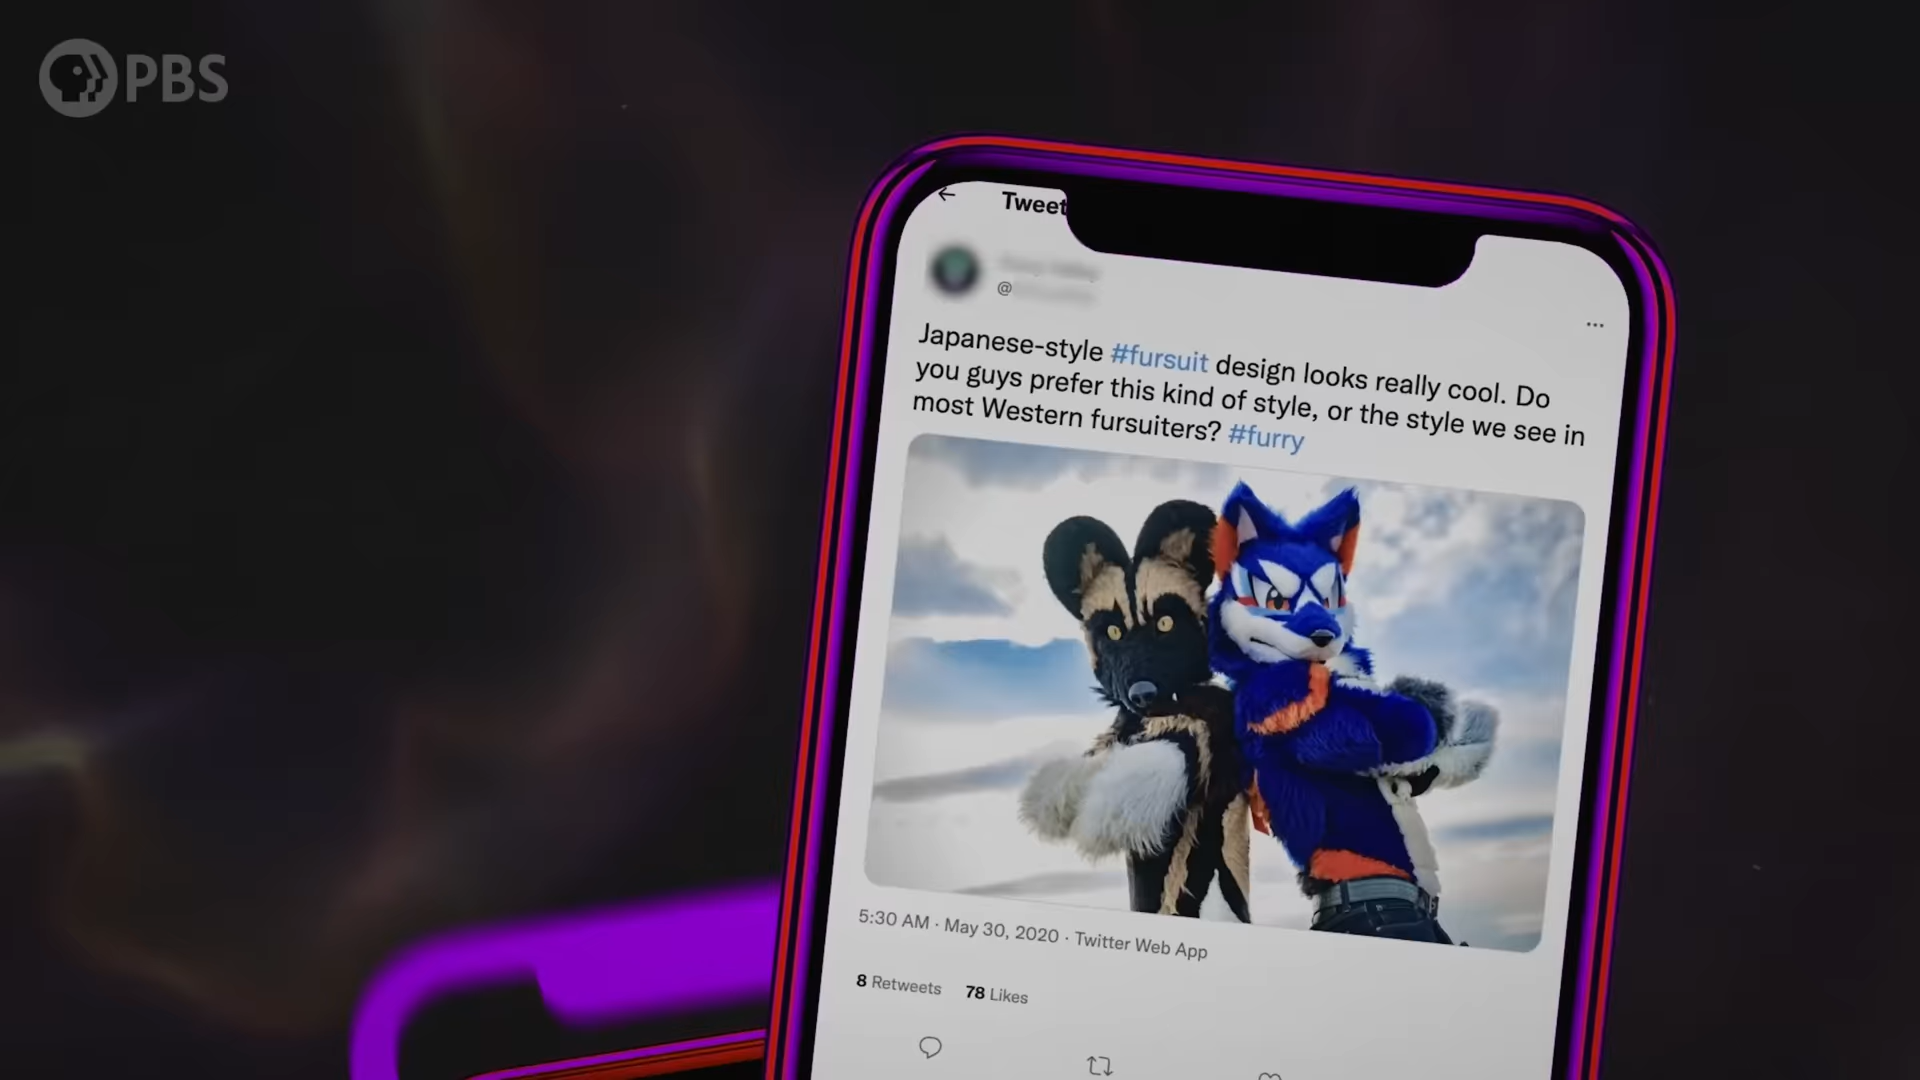 PBS
Tweet
@
Japanese-style #fursuit design looks really cool. Do
you guys prefer this kind of style, or the style we see in
most Western fursuiters? #furry
5:30 AM · May 30, 2020 · Twitter Web App
8 Retweets 78 Likes